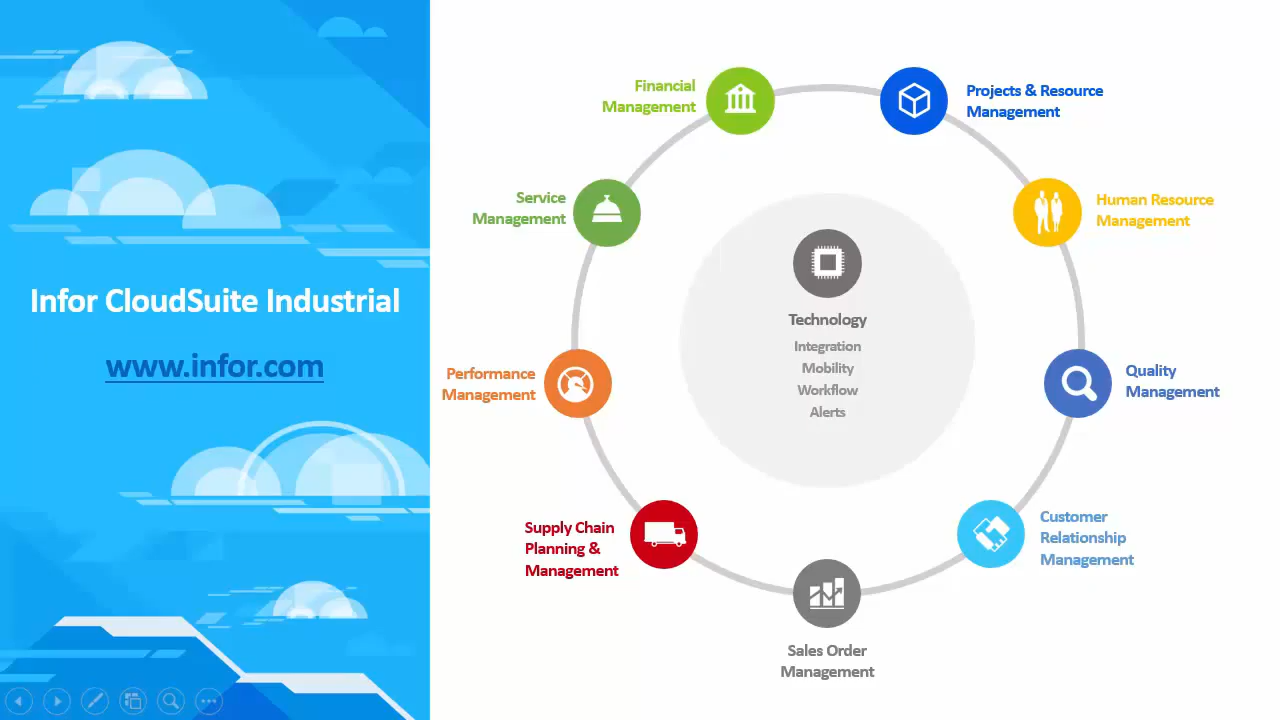 Infor CloudSuite Industrial
www.infor.com
Financial
Management
Projects & Resource
Management
Service
Management
Human Resource
Management
Technology
Integration
Mobility
Workflow
Alerts
Performance
Management
Quality
Management
Supply Chain
Planning &
Management
Customer
Relationship
Management
Sales Order
Management